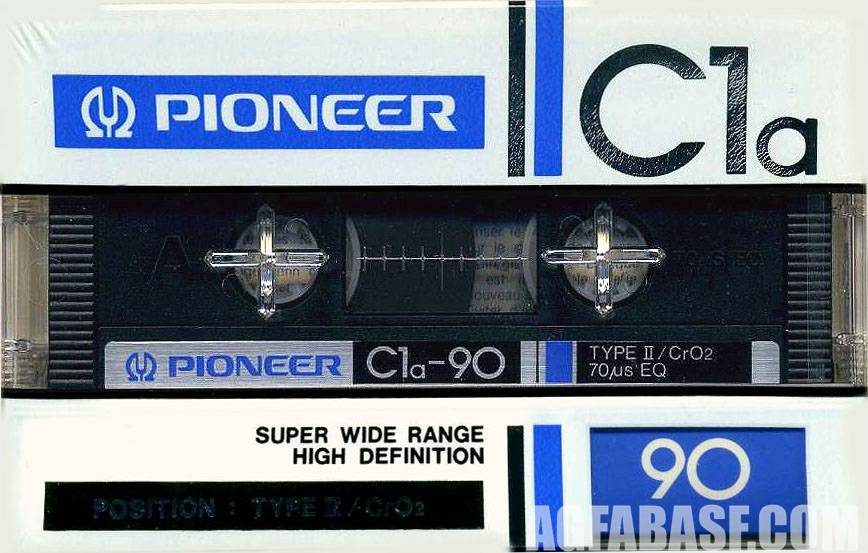 PIONEER
C1a
A
PIONEER C1a-90 TYPE II/CrO2
70µs EQ
SUPER WIDE RANGE
HIGH DEFINITION
90
POSITION : TYPE II/CrO2
AGFABASE.COM